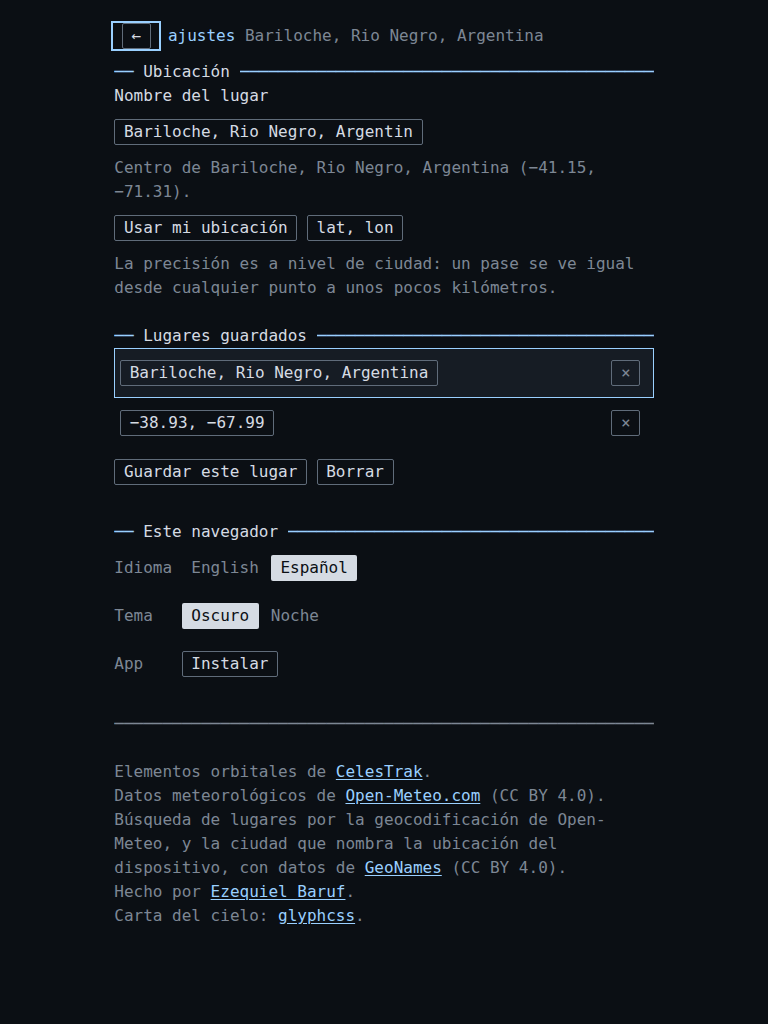 ← ajustes Bariloche, Rio Negro, Argentina
Ubicación
Nombre del lugar
Bariloche, Rio Negro, Argentin
Centro de Bariloche, Rio Negro, Argentina (−41.15,
−71.31).
Usar mi ubicación lat, lon
La precisión es a nivel de ciudad: un pase se ve igual
desde cualquier punto a unos pocos kilómetros.
Lugares guardados
Bariloche, Rio Negro, Argentina ×
−38.93, −67.99 ×
Guardar este lugar Borrar
Este navegador
Idioma English Español
Tema Oscuro Noche
App Instalar
Elementos orbitales de CelesTrak.
Datos meteorológicos de Open-Meteo.com (CC BY 4.0).
Búsqueda de lugares por la geocodificación de Open-
Meteo, y la ciudad que nombra la ubicación del
dispositivo, con datos de GeoNames (CC BY 4.0).
Hecho por Ezequiel Baruf.
Carta del cielo: glyphcss.